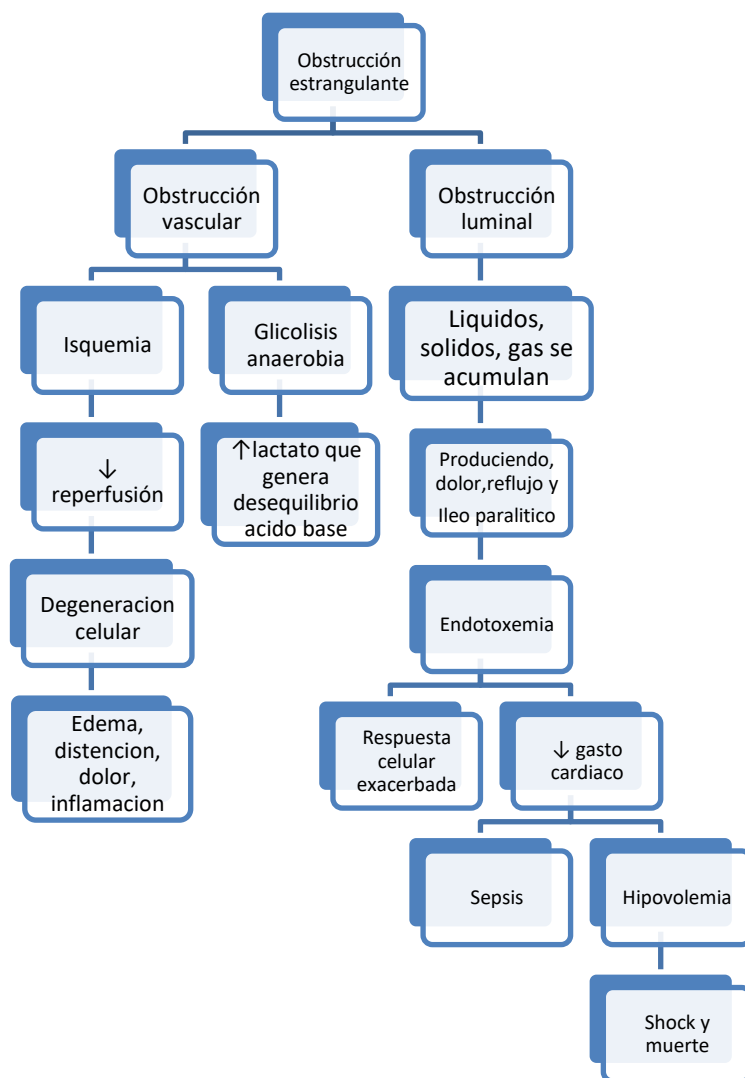 Obstrucción
estrangulante
Obstrucción
vascular
Obstrucción
luminal
Isquemia
Glicolisis
anaerobia
Liquidos,
solidos, gas se
acumulan
↓
reperfusión
↑lactato que
genera
desequilibrio
acido base
Produciendo,
dolor,reflujo y
Ileo paralitico
Degeneracion
celular
Endotoxemia
Edema,
distencion,
dolor,
inflamacion
Respuesta
celular
exacerbada
↓ gasto
cardiaco
Sepsis
Hipovolemia
Shock y
muerte